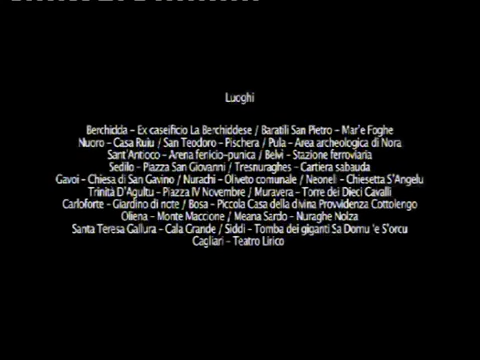 Luoghi
Berchidda - Ex caseificio La Berchiddese / Baratili San Pietro - Mar'e Foghe
Nuoro - Casa Ruiu / San Teodoro - Pischera / Pula - Area archeologica di Nora
Sant'Antioco - Arena fenicio-punica / Belvì - Stazione ferroviaria
Sedilo - Piazza San Giovanni / Tresnuraghes - Cartiera sabauda
Gavoi - Chiesa di San Gavino / Nurachi - Oliveto comunale / Neoneli - Chiesetta S'Angelu
Trinità D'Agultu - Piazza IV Novembre / Muravera - Torre dei Dieci Cavalli
Carloforte - Giardino di note / Bosa - Piccola Casa della divina Provvidenza Cottolengo
Oliena - Monte Maccione / Meana Sardo - Nuraghe Nolza
Santa Teresa Gallura - Cala Grande / Siddi - Tomba dei giganti Sa Domu 'e S'orcu
Cagliari - Teatro Lirico